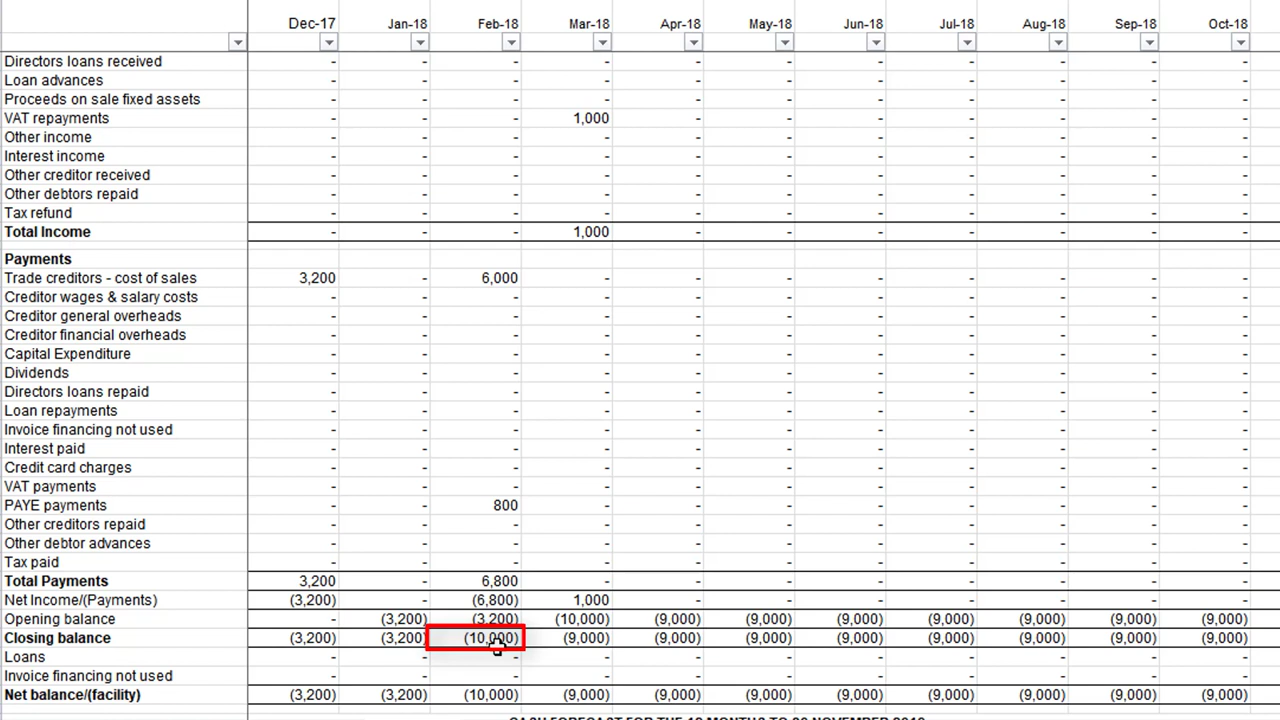 Dec-17 Jan-18 Feb-18 Mar-18 Apr-18 May-18 Jun-18 Jul-18 Aug-18 Sep-18 Oct-18
Directors loans received - - - - - - - - - - -
Loan advances - - - - - - - - - - -
Proceeds on sale fixed assets - - - - - - - - - - -
VAT repayments - - - 1,000 - - - - - - -
Other income - - - - - - - - - - -
Interest income - - - - - - - - - - -
Other creditor received - - - - - - - - - - -
Other debtors repaid - - - - - - - - - - -
Tax refund - - - - - - - - - - -
Total Income - - - 1,000 - - - - - - -
Payments
Trade creditors - cost of sales 3,200 - 6,000 - - - - - - - -
Creditor wages & salary costs - - - - - - - - - - -
Creditor general overheads - - - - - - - - - - -
Creditor financial overheads - - - - - - - - - - -
Capital Expenditure - - - - - - - - - - -
Dividends - - - - - - - - - - -
Directors loans repaid - - - - - - - - - - -
Loan repayments - - - - - - - - - - -
Invoice financing not used - - - - - - - - - - -
Interest paid - - - - - - - - - - -
Credit card charges - - - - - - - - - - -
VAT payments - - - - - - - - - - -
PAYE payments - - 800 - - - - - - - -
Other creditors repaid - - - - - - - - - - -
Other debtor advances - - - - - - - - - - -
Tax paid - - - - - - - - - - -
Total Payments 3,200 - 6,800 - - - - - - - -
Net Income/(Payments) (3,200) - (6,800) 1,000 - - - - - - -
Opening balance - (3,200) (3,200) (10,000) (9,000) (9,000) (9,000) (9,000) (9,000) (9,000) (9,000)
Closing balance (3,200) (3,200) (10,000) (9,000) (9,000) (9,000) (9,000) (9,000) (9,000) (9,000) (9,000)
Loans - - - - - - - - - - -
Invoice financing not used - - - - - - - - - - -
Net balance/(facility) (3,200) (3,200) (10,000) (9,000) (9,000) (9,000) (9,000) (9,000) (9,000) (9,000) (9,000)